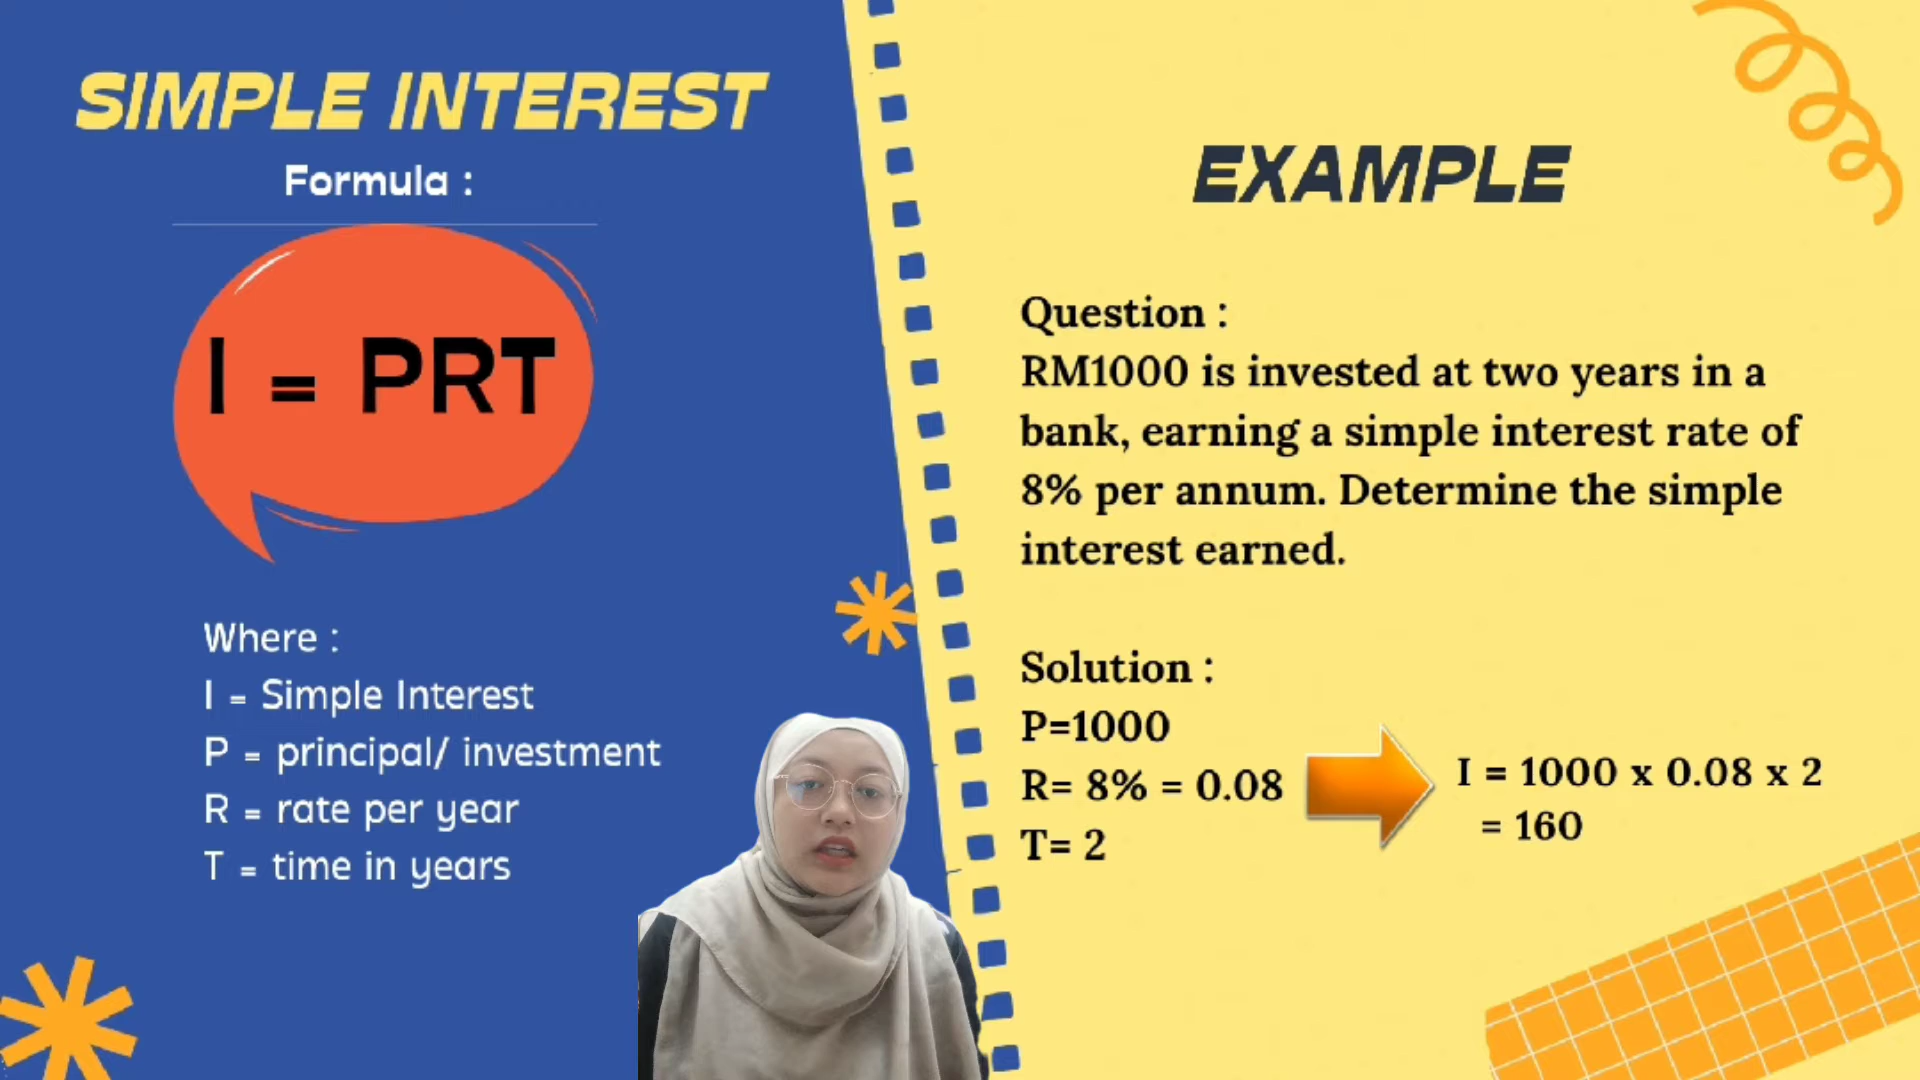 SIMPLE INTEREST
Formula :
I = PRT
Where :
I = Simple Interest
P = principal/ investment
R = rate per year
T = time in years
EXAMPLE
Question :
RM1000 is invested at two years in a
bank, earning a simple interest rate of
8% per annum. Determine the simple
interest earned.
Solution :
P=1000
R= 8% = 0.08
T= 2
I = 1000 x 0.08 x 2
= 160